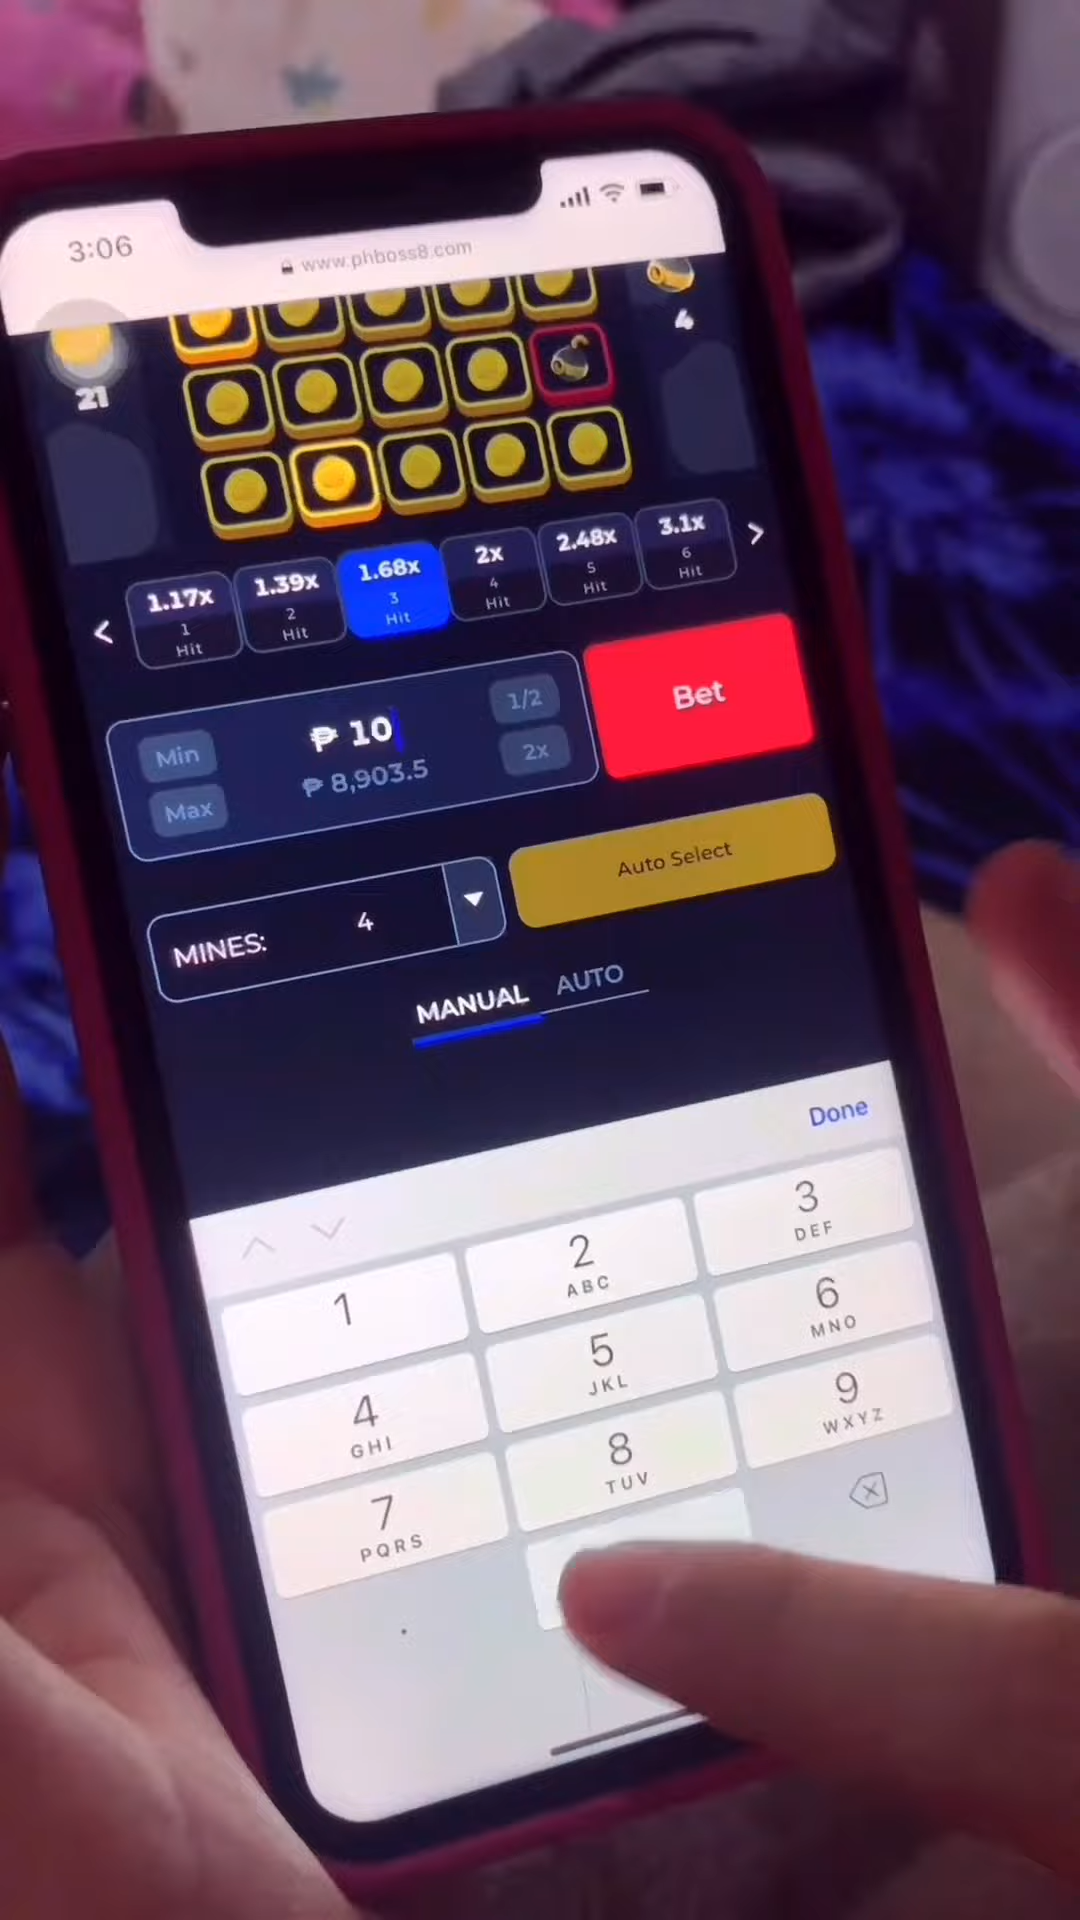 3:06
www.phboss8.com
21
4
1.17x
1
Hit
1.39x
2
Hit
1.68x
3
Hit
2x
4
Hit
2.48x
5
Hit
3.1x
6
Hit
Min
Max
₱ 10
₱ 8,903.5
1/2
2x
Bet
MINES: 4
Auto Select
MANUAL AUTO
Done
1
2
ABC
3
DEF
4
GHI
5
JKL
6
MNO
7
PQRS
8
TUV
9
WXYZ
.